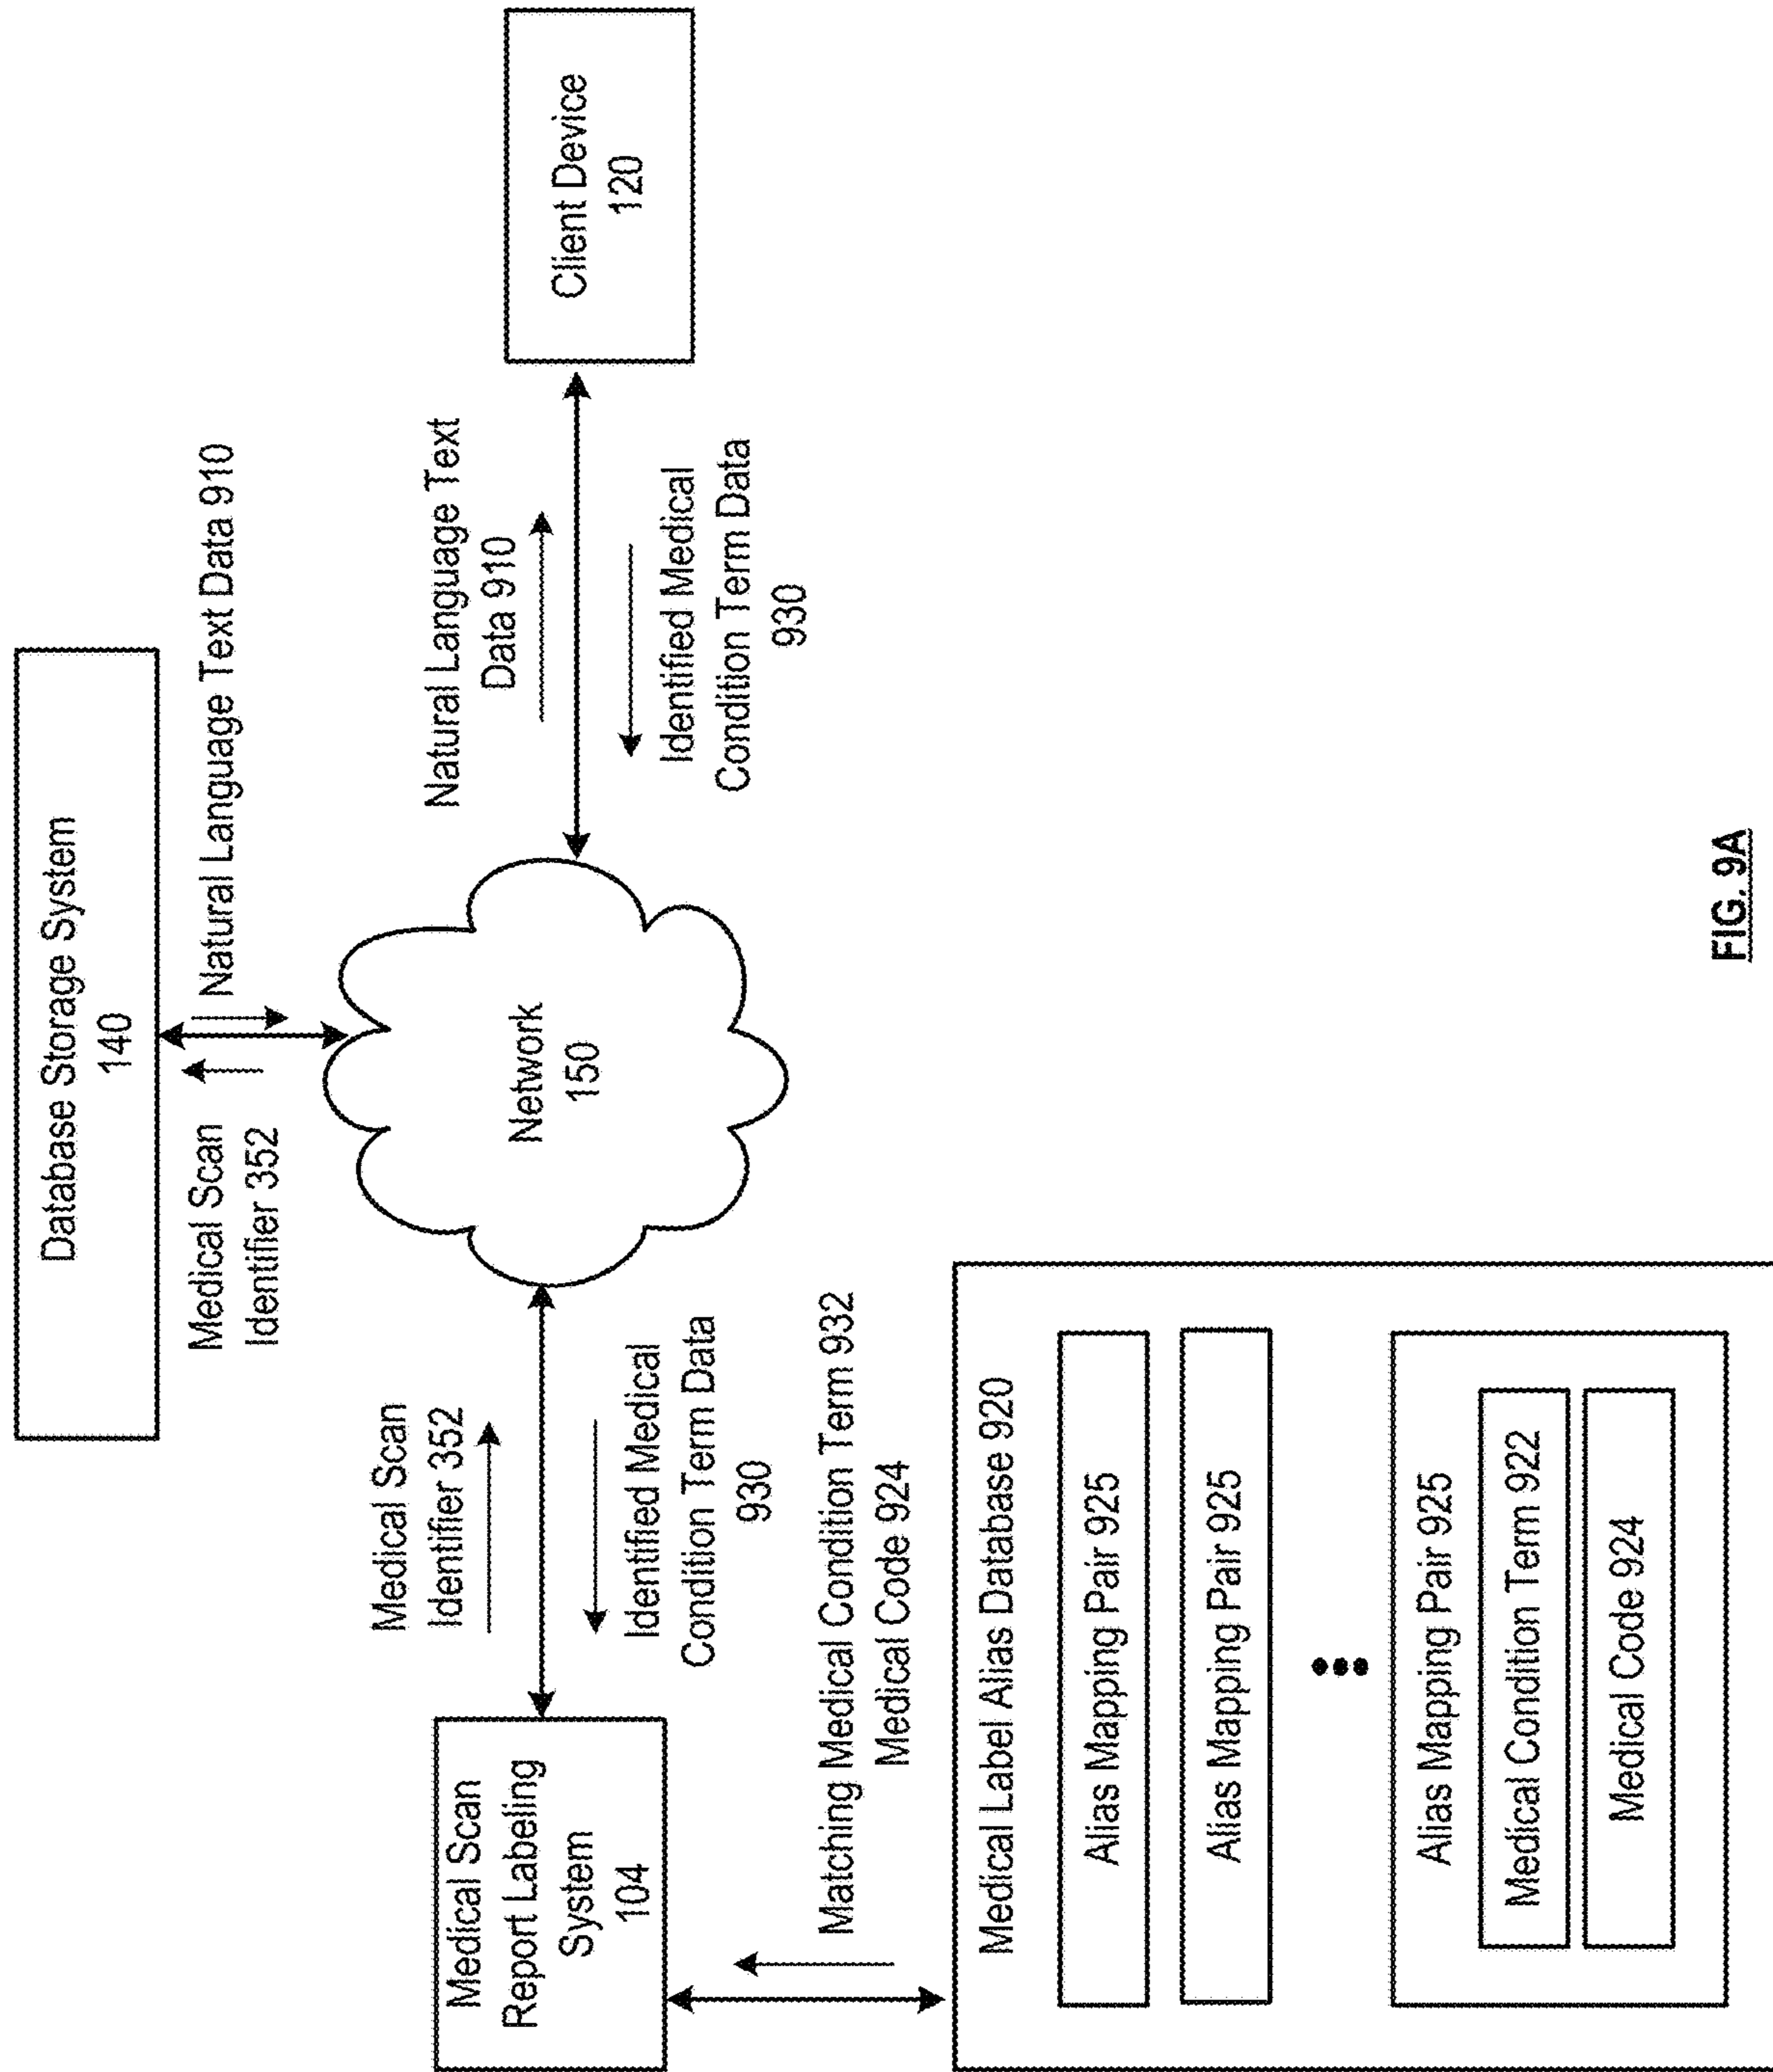 Database Storage System
140
Medical Scan
Identifier 352
Natural Language Text Data 910
Medical Scan
Report Labeling
System
104
Medical Scan
Identifier 352
Identified Medical
Condition Term Data
930
Network
150
Natural Language Text
Data 910
Identified Medical
Condition Term Data
930
Client Device
120
Matching Medical Condition Term 932
Medical Code 924
Medical Label Alias Database 920
Alias Mapping Pair 925
Alias Mapping Pair 925
Alias Mapping Pair 925
Medical Condition Term 922
Medical Code 924
FIG. 9A